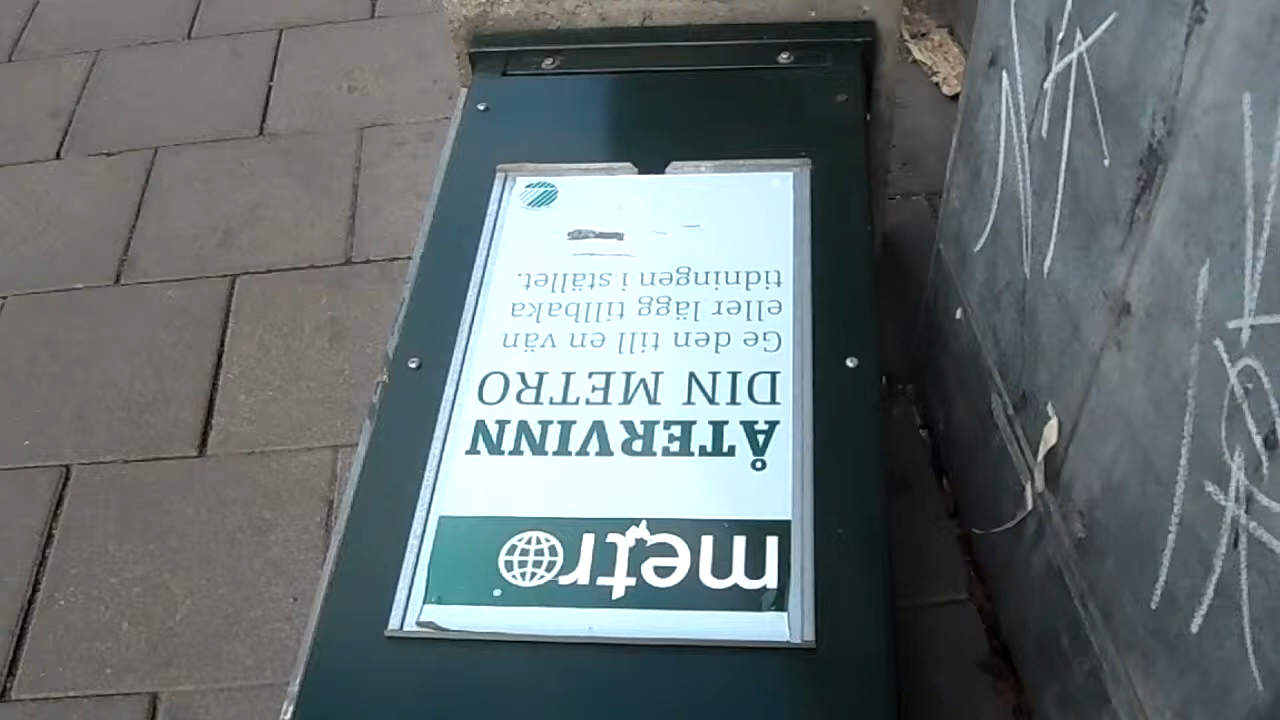 metro
ÅTERVINN
DIN METRO
Ge den till en vän
eller lägg tillbaka
tidningen i stället.